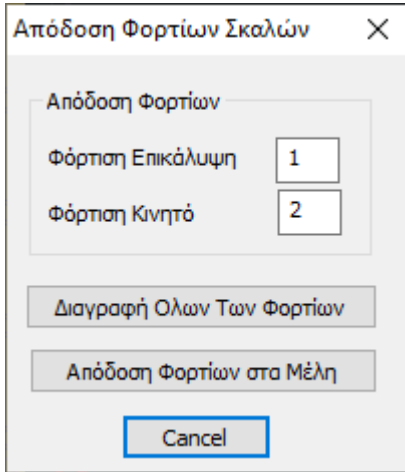 Απόδοση Φορτίων Σκαλών
Απόδοση Φορτίων
Φόρτιση Επικάλυψη 1
Φόρτιση Κινητό 2
Διαγραφή Ολων Των Φορτίων
Απόδοση Φορτίων στα Μέλη
Cancel